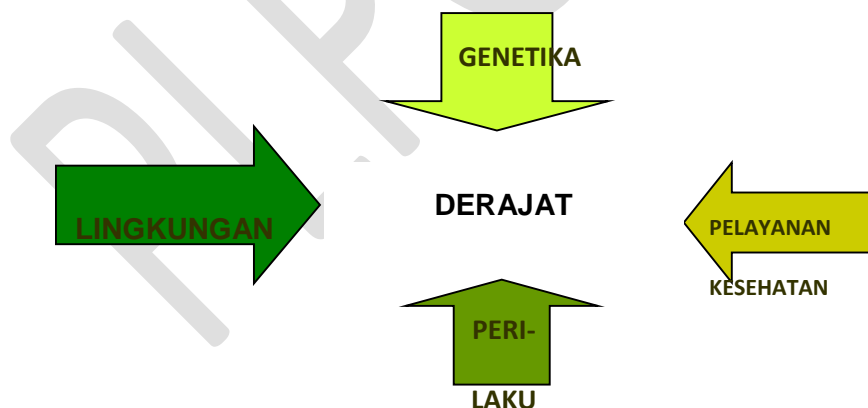 GENETIKA
LINGKUNGAN
DERAJAT
PELAYANAN
KESEHATAN
PERI-
LAKU